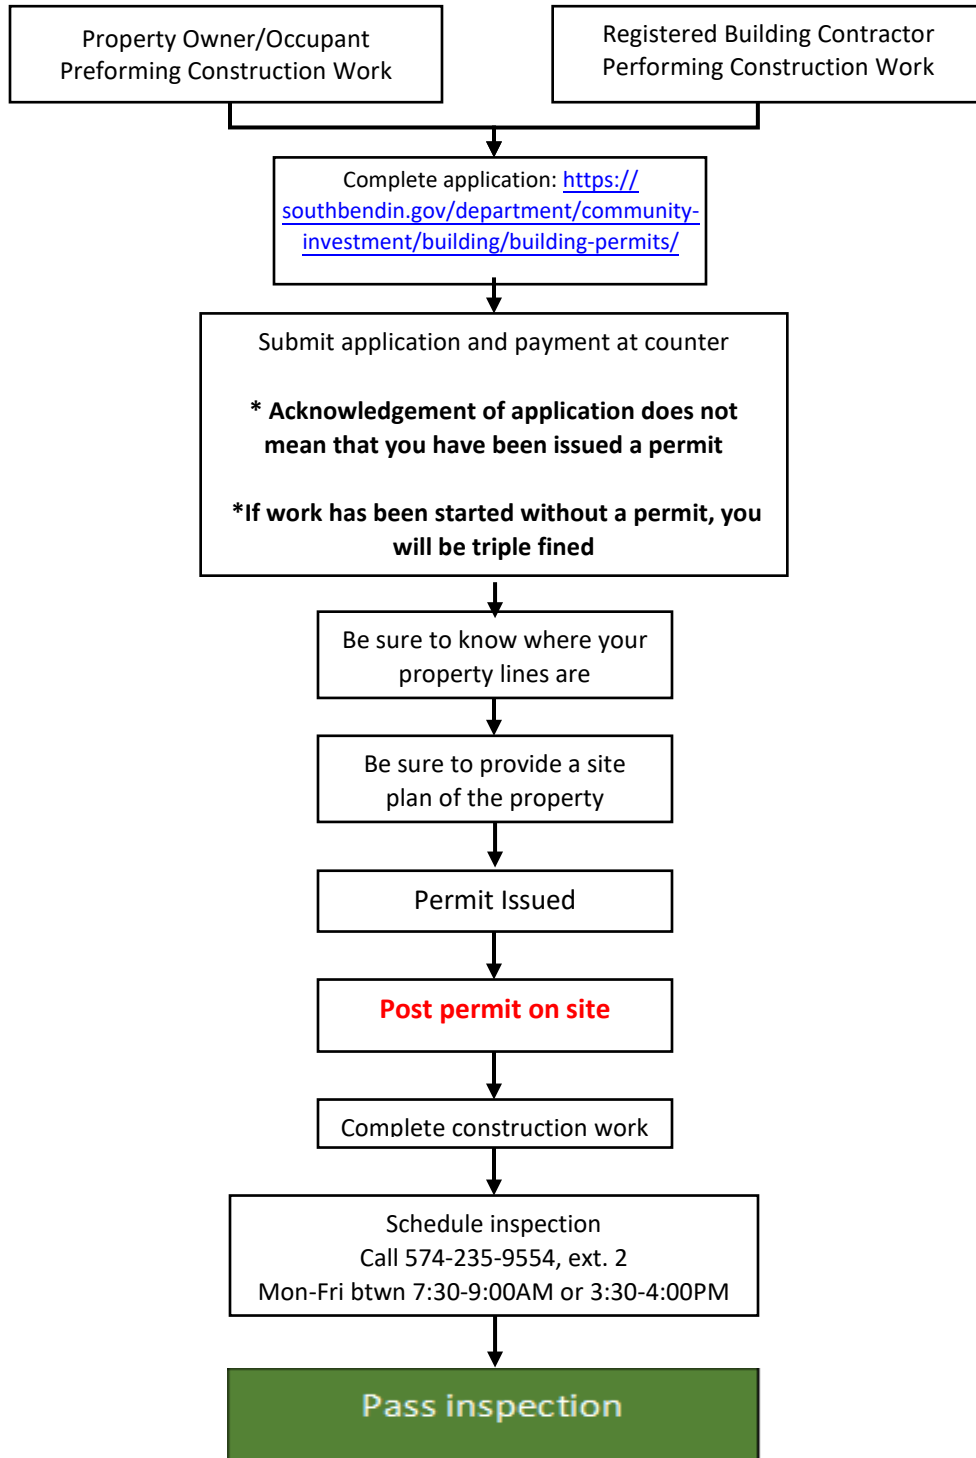 Property Owner/Occupant
Preforming Construction Work
Registered Building Contractor
Performing Construction Work
Complete application: https://
southbendin.gov/department/community-
investment/building/building-permits/
Submit application and payment at counter
* Acknowledgement of application does not
mean that you have been issued a permit
*If work has been started without a permit, you
will be triple fined
Be sure to know where your
property lines are
Be sure to provide a site
plan of the property
Permit Issued
Post permit on site
Complete construction work
Schedule inspection
Call 574-235-9554, ext. 2
Mon-Fri btwn 7:30-9:00AM or 3:30-4:00PM
Pass inspection